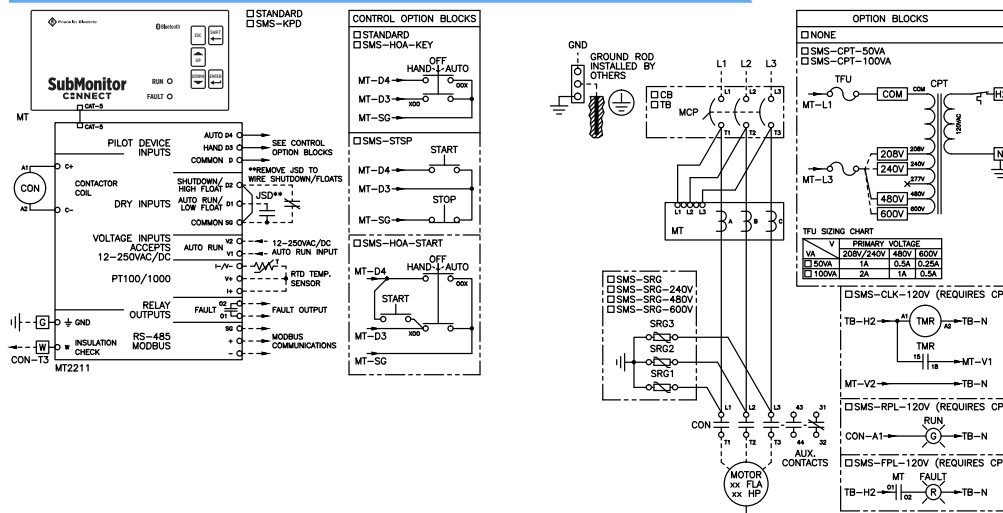 Franklin Electric
Bluetooth
ESC
SHIFT
UP
DOWN
ENTER
SubMonitor
CONNECT
RUN
FAULT
CAT-5
MT
CAT-5
□ STANDARD
□ SMS-KPD
A1
CON
A2
C+
CONTACTOR
COIL
C-
PILOT DEVICE
INPUTS
AUTO D4
HAND D3
COMMON D
SEE CONTROL
OPTION BLOCKS
**REMOVE JSD TO
WIRE SHUTDOWN/FLOATS
DRY INPUTS
SHUTDOWN/
HIGH FLOAT
D2
AUTO RUN/
LOW FLOAT
D1
COMMON SG
JSD**
VOLTAGE INPUTS
ACCEPTS
12-250VAC/DC
AUTO RUN
V2
V1
12-250VAC/DC
AUTO RUN INPUT
PT100/1000
V+
I+
T
RTD TEMP.
SENSOR
RELAY
OUTPUTS
FAULT
O2
O1
FAULT OUTPUT
G
GND
W
W
INSULATION
CHECK
CON-T3
RS-485
MODBUS
SG
+
-
MODBUS
COMMUNICATIONS
MT2211
CONTROL OPTION BLOCKS
□ STANDARD
□ SMS-HOA-KEY
OFF
HAND AUTO
MT-D4
OOX
MT-D3
XOO
MT-SG
□ SMS-STSP
START
MT-D4
MT-D3
STOP
MT-SG
□ SMS-HOA-START
OFF
HAND AUTO
MT-D4
OOX
START
MT-D3
XOO
MT-SG
GND
GROUND ROD
INSTALLED BY
OTHERS
L1 L2 L3
□ CB
□ TB
MCP
L1 L2 L3
T1 T2 T3
L1 L2 L3
MT
A B C
□ SMS-SRG
□ SMS-SRG-240V
□ SMS-SRG-480V
□ SMS-SRG-600V
SRG3
SRG2
SRG1
CON
L1 L2 L3 43 31
T1 T2 T3 44 32
AUX.
CONTACTS
MOTOR
xx FLA
xx HP
OPTION BLOCKS
□ NONE
□ SMS-CPT-50VA
□ SMS-CPT-100VA
TFU
MT-L1
COM
COM
CPT
120VAC
H2
N
MT-L3
208V 208V
240V 240V
277V
480V 480V
600V 600V
TFU SIZING CHART
V PRIMARY VOLTAGE
VA 208V/240V 480V 600V
□ 50VA 1A 0.5A 0.25A
□ 100VA 2A 1A 0.5A
□ SMS-CLK-120V (REQUIRES CP
TB-H2
A1
TMR
A2
TB-N
TMR
15
18
MT-V1
MT-V2
TB-N
□ SMS-RPL-120V (REQUIRES CP
RUN
CON-A1
G
TB-N
□ SMS-FPL-120V (REQUIRES CP
MT
FAULT
TB-H2
O1
O2
R
TB-N